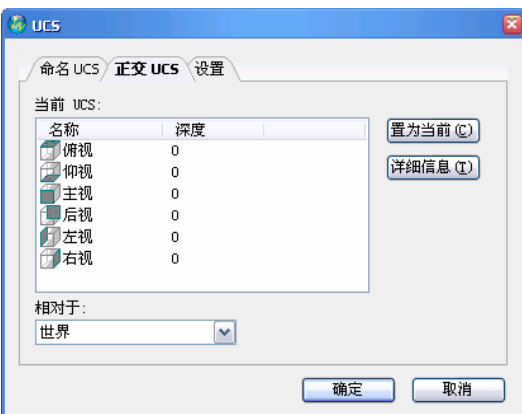 UCS
命名 UCS 正交 UCS 设置
当前 UCS:
名称 深度
俯视 0
仰视 0
主视 0
后视 0
左视 0
右视 0
置为当前(C)
详细信息(T)
相对于:
世界
确定 取消